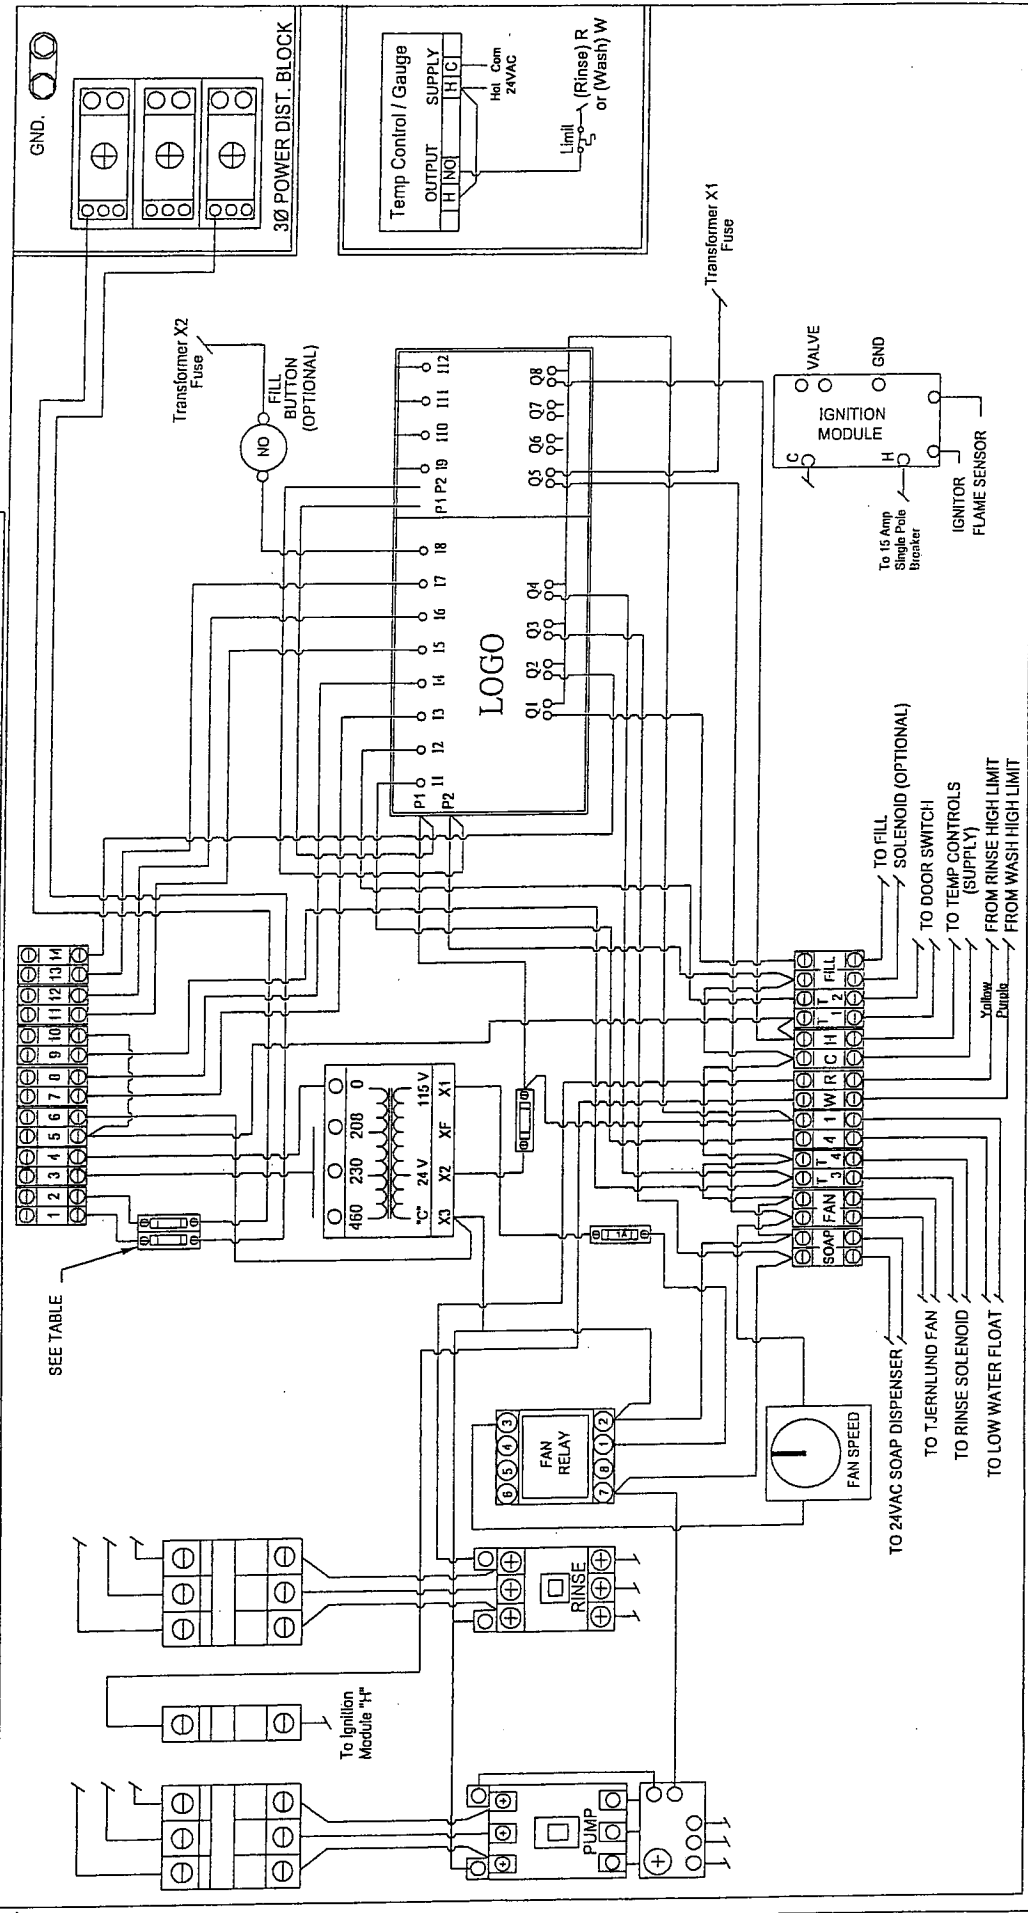 GND.
3Ø POWER DIST. BLOCK
Temp Control / Gauge
OUTPUT SUPPLY
H NO H C
Hot Com
24VAC
Limit
(Rinse) R
or (Wash) W
Transformer X2
Fuse
NO
FILL
BUTTON
(OPTIONAL)
Transformer X1
Fuse
P1 P2
I1 I2 I3 I4 I5 I6 I7 I8 P1 P2 I9 I10 I11 I12
LOGO
Q1 Q2 Q3 Q4 Q5 Q6 Q7 Q8
VALVE
GND
IGNITION
MODULE
C
H
To 15 Amp
Single Pole
Breaker
IGNITOR
FLAME SENSOR
SEE TABLE
1 2 3 4 5 6 7 8 9 10 11 12 13 14
460 230 208 0
"C" 24 V 115 V
X3 X2 XF X1
1A
SOAP FAN T3 T4 4 1 W R C H T1 T2 FILL
TO FILL
SOLENOID (OPTIONAL)
TO DOOR SWITCH
TO TEMP CONTROLS
(SUPPLY)
Yellow
FROM RINSE HIGH LIMIT
Purple
FROM WASH HIGH LIMIT
TO 24VAC SOAP DISPENSER
TO TJERNLUND FAN
TO RINSE SOLENOID
TO LOW WATER FLOAT
6 5 4 3
FAN
RELAY
7 8 1 2
FAN SPEED
To Ignition
Module "H"
RINSE
PUMP